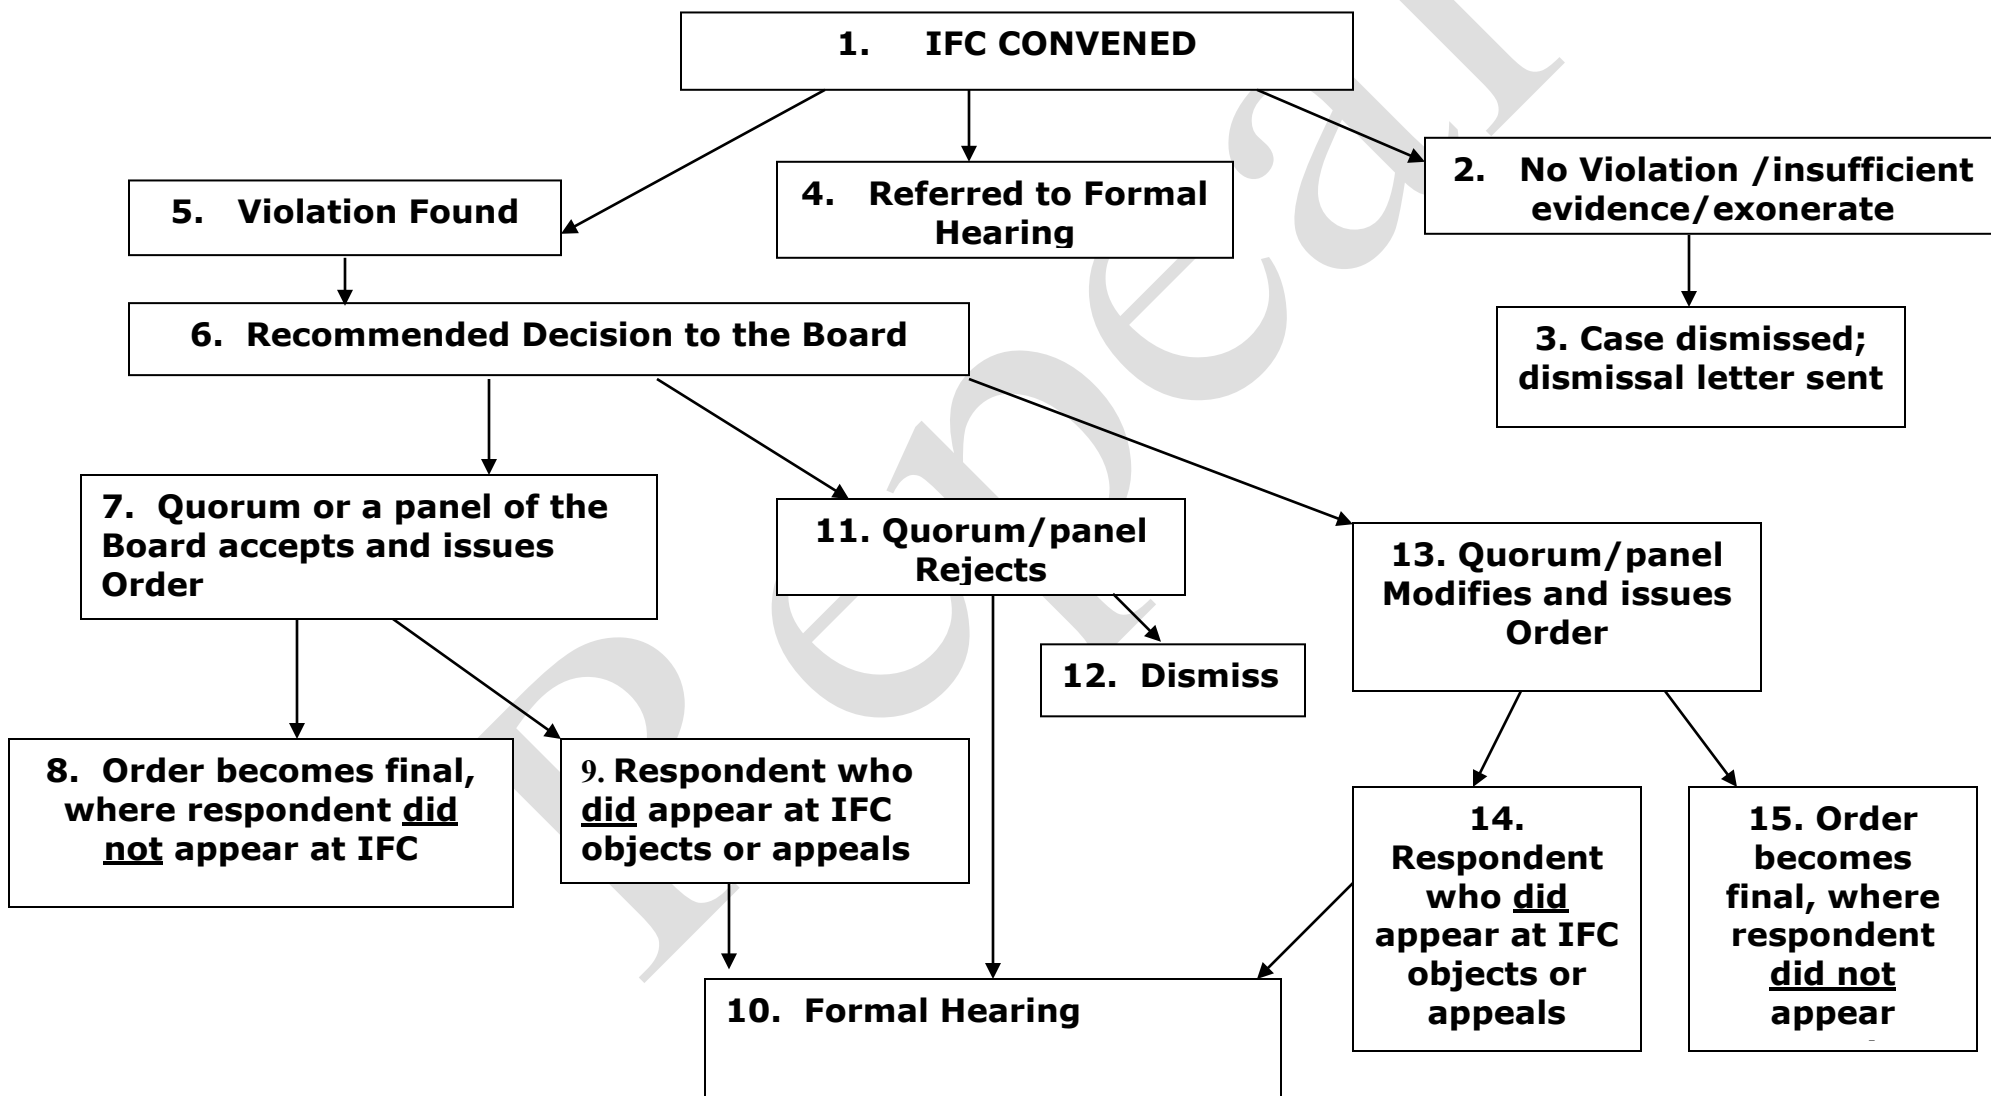 1. IFC CONVENED
2. No Violation /insufficient
evidence/exonerate
3. Case dismissed;
dismissal letter sent
4. Referred to Formal
Hearing
5. Violation Found
6. Recommended Decision to the Board
7. Quorum or a panel of the
Board accepts and issues
Order
8. Order becomes final,
where respondent did
not appear at IFC
9. Respondent who
did appear at IFC
objects or appeals
10. Formal Hearing
11. Quorum/panel
Rejects
12. Dismiss
13. Quorum/panel
Modifies and issues
Order
14.
Respondent
who did
appear at IFC
objects or
appeals
15. Order
becomes
final, where
respondent
did not
appear
Repeal